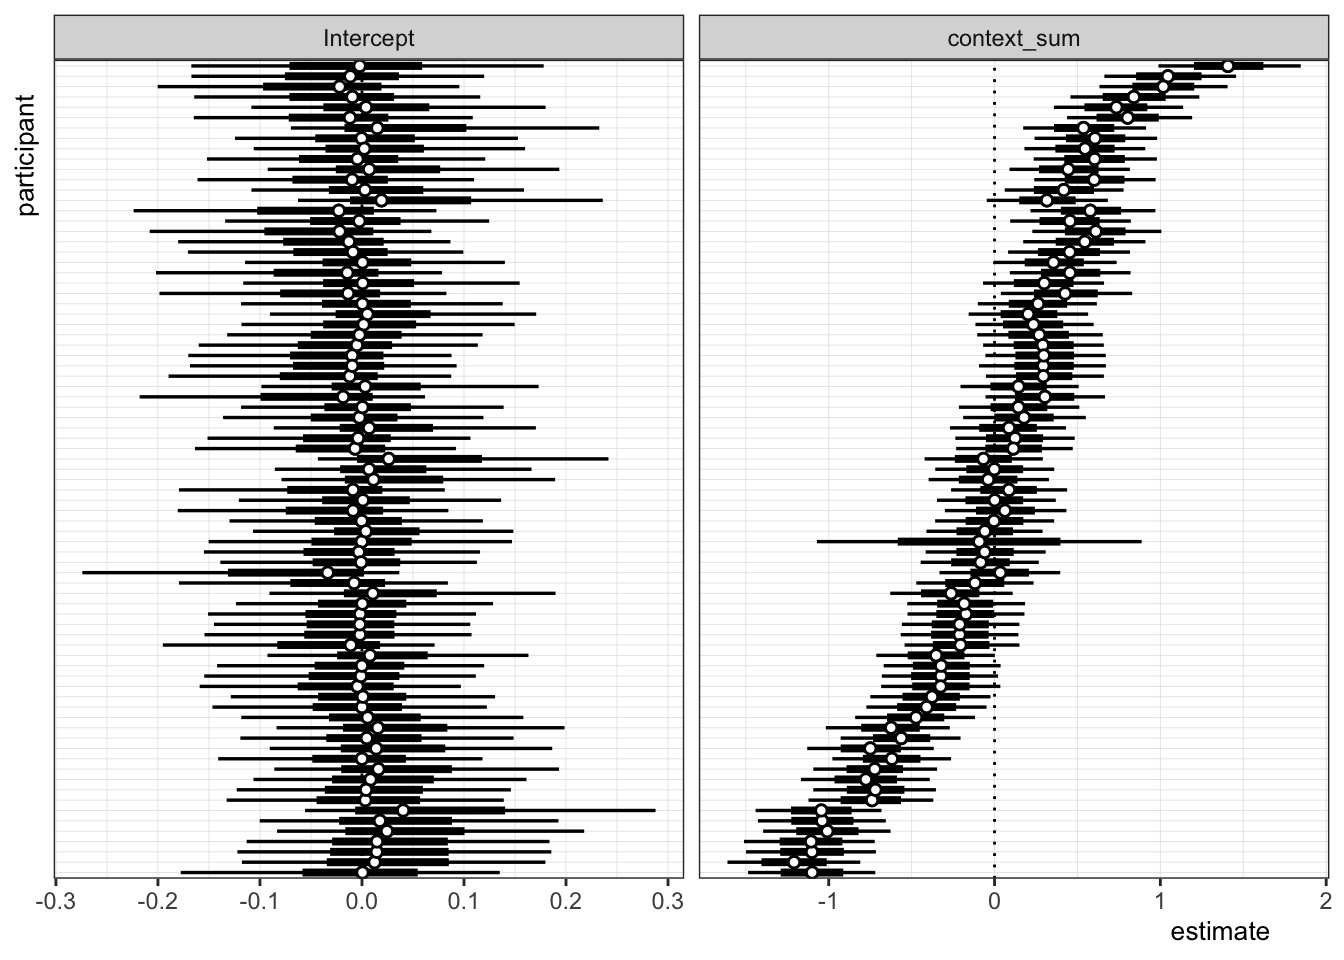 Intercept
context_sum
participant
-0.3 -0.2 -0.1 0.0 0.1 0.2 0.3
-1 0 1 2
estimate